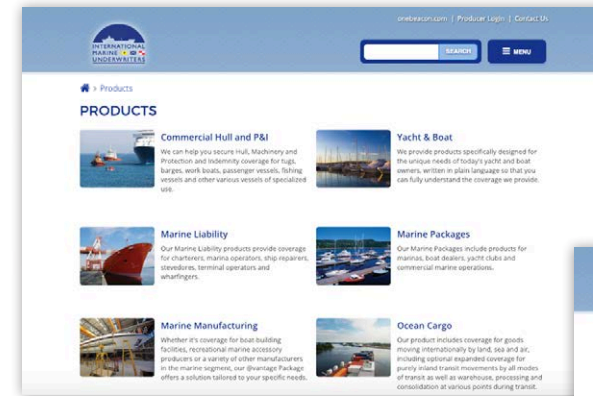 onebeacon.com | Producer Login | Contact Us
INTERNATIONAL
MARINE
UNDERWRITERS
SEARCH
MENU
> Products
PRODUCTS
Commercial Hull and P&I
We can help you secure Hull, Machinery and
Protection and Indemnity coverage for tugs,
barges, work boats, passenger vessels, fishing
vessels and other various vessels of specialized
use.
Yacht & Boat
We provide products specifically designed for
the unique needs of today's yacht and boat
owners, written in plain language so that you
can fully understand the coverage we provide.
Marine Liability
Our Marine Liability products provide coverage
for charterers, marina operators, ship repairers,
stevedores, terminal operators and
wharfingers.
Marine Packages
Our Marine Packages include products for
marinas, boat dealers, yacht clubs and
commercial marine operations.
Marine Manufacturing
Whether it's coverage for boat building
facilities, recreational marine accessory
producers or a variety of other manufacturers
in the marine segment, our @vantage Package
offers a solution tailored to your specific needs.
Ocean Cargo
Our product includes coverage for goods
moving internationally by land, sea and air,
including optional expanded coverage for
purely inland transit movements by all modes
of transit as well as warehouse, processing and
consolidation at various points during transit.